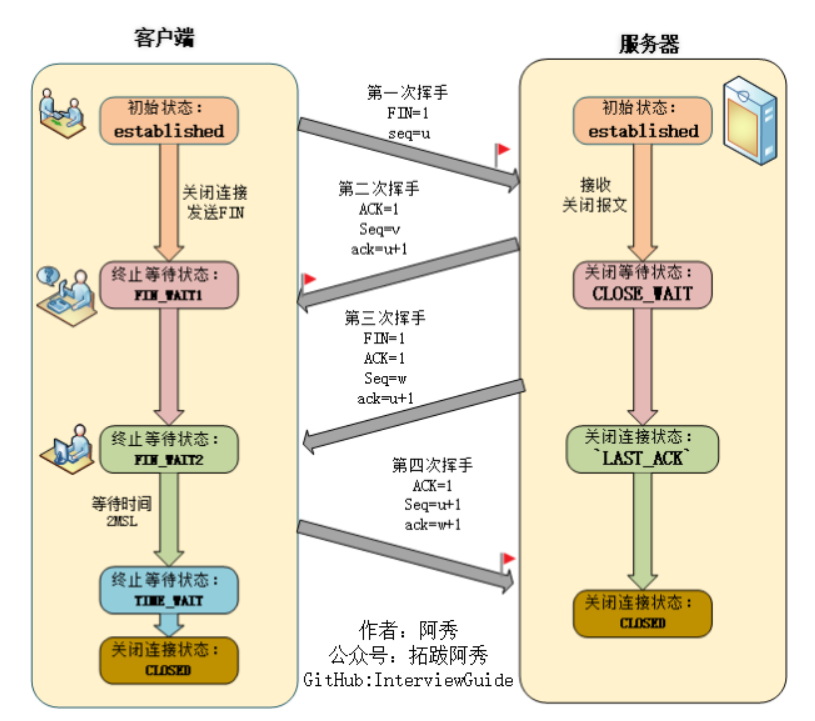 客户端
初始状态：
established
关闭连接
发送FIN
终止等待状态：
FIN_WAIT1
终止等待状态：
FIN_WAIT2
等待时间
2MSL
终止等待状态：
TIME_WAIT
关闭连接状态：
CLOSED
第一次挥手
FIN=1
seq=u
第二次挥手
ACK=1
Seq=v
ack=u+1
第三次挥手
FIN=1
ACK=1
Seq=w
ack=u+1
第四次挥手
ACK=1
Seq=u+1
ack=w+1
作者：阿秀
公众号：拓跋阿秀
GitHub:InterviewGuide
服务器
初始状态：
established
接收
关闭报文
关闭等待状态：
CLOSE_WAIT
关闭连接状态：
`LAST_ACK`
关闭连接状态：
CLOSED